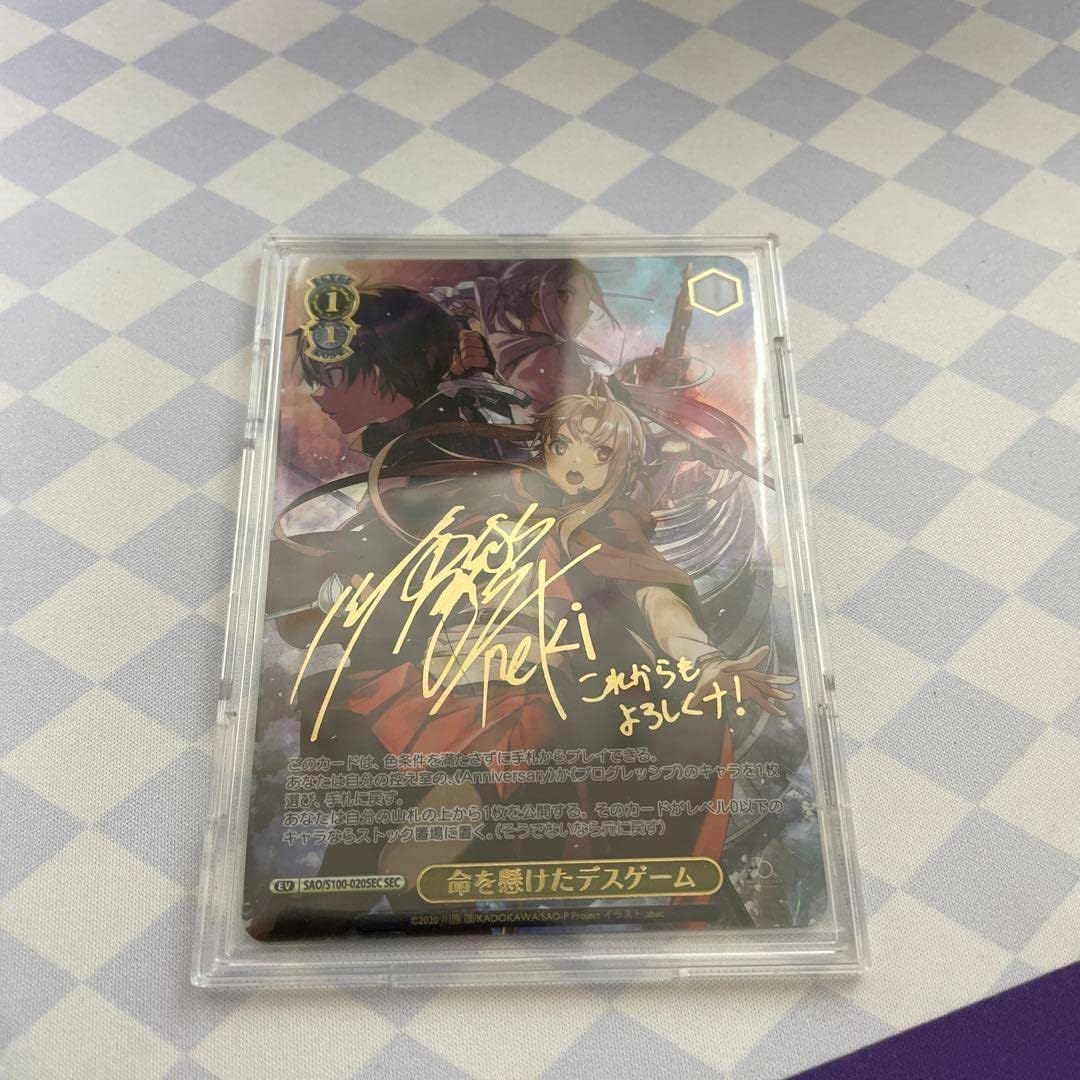 1
1
neki
これからも
よろしくナ!
このカードは、色条件を満たさずに手札からプレイできる。
あなたは自分の控え室の、《Anniversary》か《プログレッシブ》のキャラを1枚
選び、手札に戻す。
あなたは自分の山札の上から1枚を公開する。そのカードがレベル0以下の
キャラならストック置場に置く。(そうでないなら元に戻す)
EV SAO/S100-020SEC SEC
命を懸けたデスゲーム
©2020 川原 礫/KADOKAWA/SAO-P Project イラスト abec